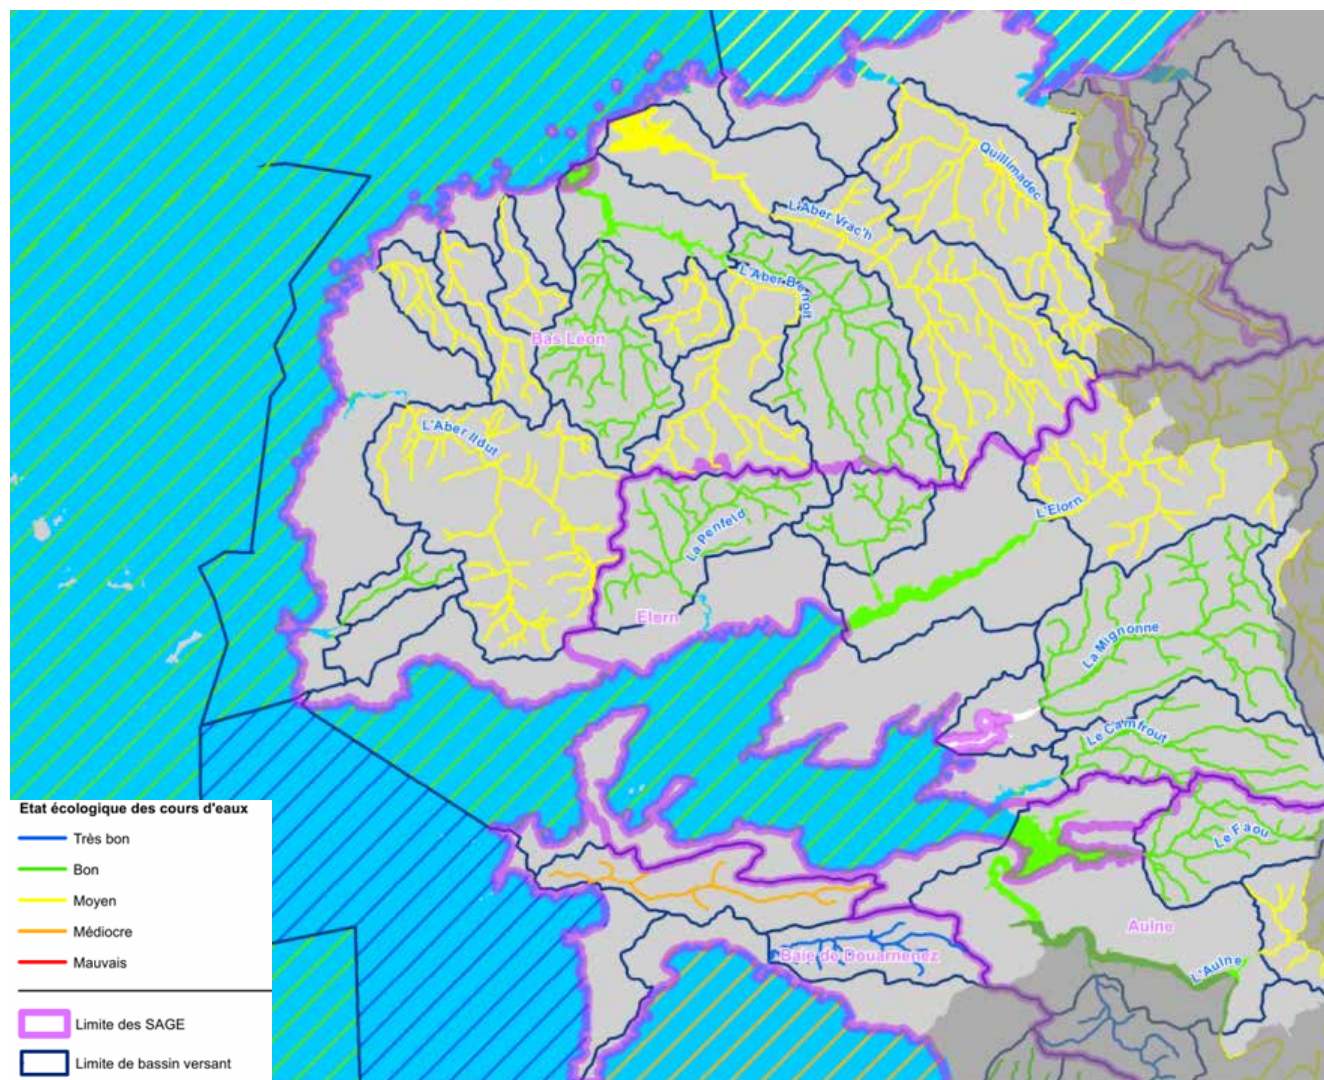 Quillimadec
L'Aber Vrac'h
L'Aber Benoit
Bas Léon
L'Aber Ildut
L'Elorn
La Penfeld
Elorn
La Mignonne
Le Camfrout
Le Faou
Aulne
Baie de Douarnenez
L'Aulne
Etat écologique des cours d'eaux
Très bon
Bon
Moyen
Médiocre
Mauvais
Limite des SAGE
Limite de bassin versant